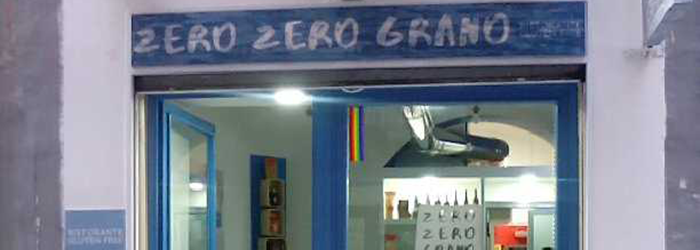 ZERO ZERO GRANO
RISTORANTE
GLUTEN FREE
ZERO
ZERO
GRANO